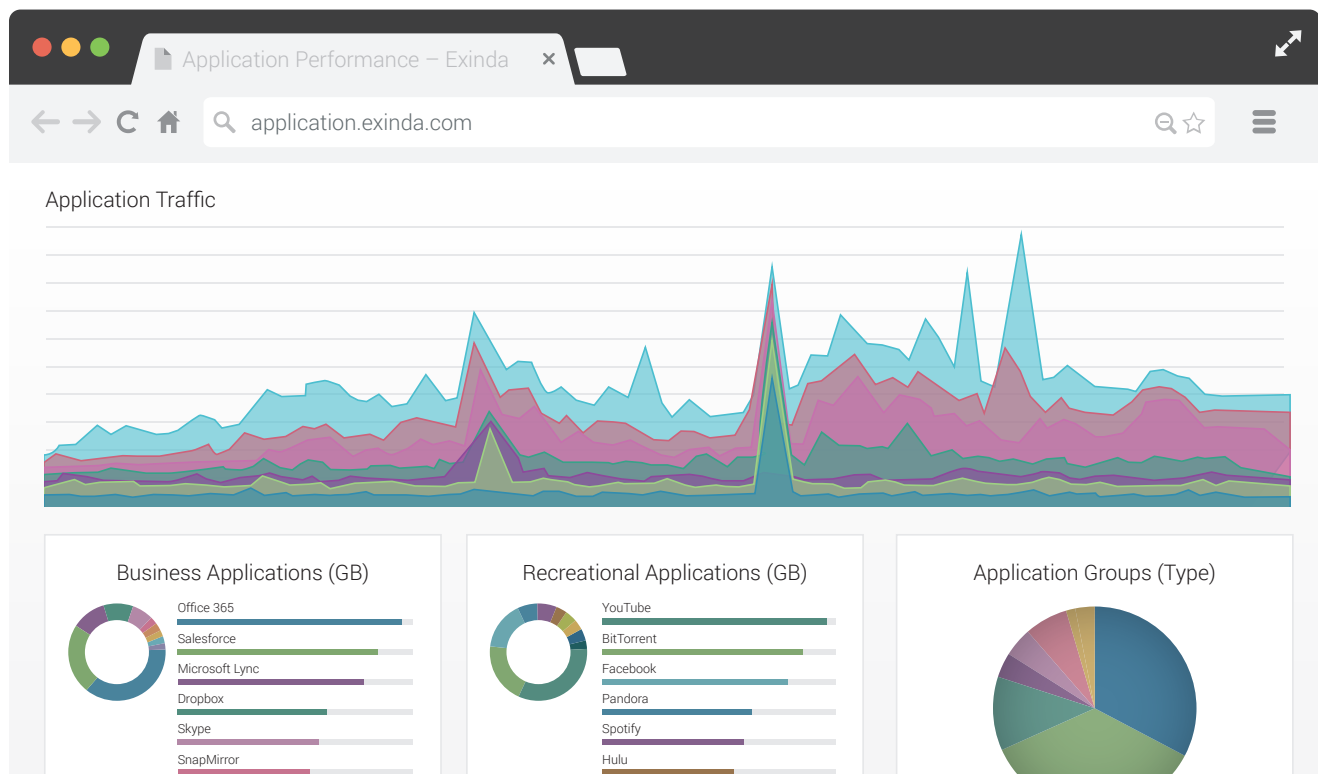 Application Performance – Exinda
application.exinda.com
Application Traffic
Business Applications (GB)
Office 365
Salesforce
Microsoft Lync
Dropbox
Skype
SnapMirror
Recreational Applications (GB)
YouTube
BitTorrent
Facebook
Pandora
Spotify
Hulu
Application Groups (Type)